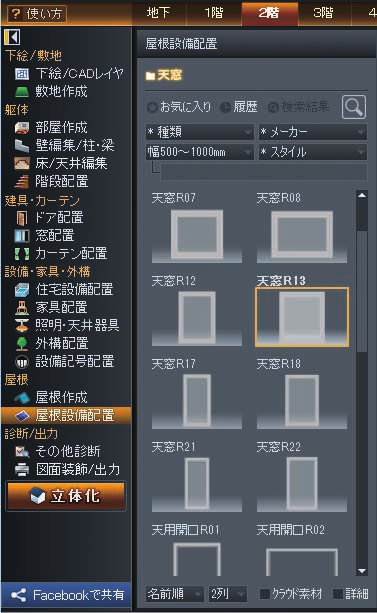 ? 使い方
地下 1階 2階 3階 4
下絵/敷地
下絵/CADレイヤ
敷地作成
躯体
部屋作成
壁編集/柱・梁
床/天井編集
階段配置
建具・カーテン
ドア配置
窓配置
カーテン配置
設備・家具・外構
住宅設備配置
家具配置
照明・天井器具
外構配置
設備記号配置
屋根
屋根作成
屋根設備配置
診断/出力
その他診断
図面装飾/出力
立体化
Facebookで共有
屋根設備配置
天窓
お気に入り 履歴 検索結果
* 種類 * メーカー
幅500~1000mm * スタイル
天窓R07 天窓R08
天窓R12 天窓R13
天窓R17 天窓R18
天窓R21 天窓R22
天用開口R01 天用開口R02
名前順 2列 クラウド素材 詳細